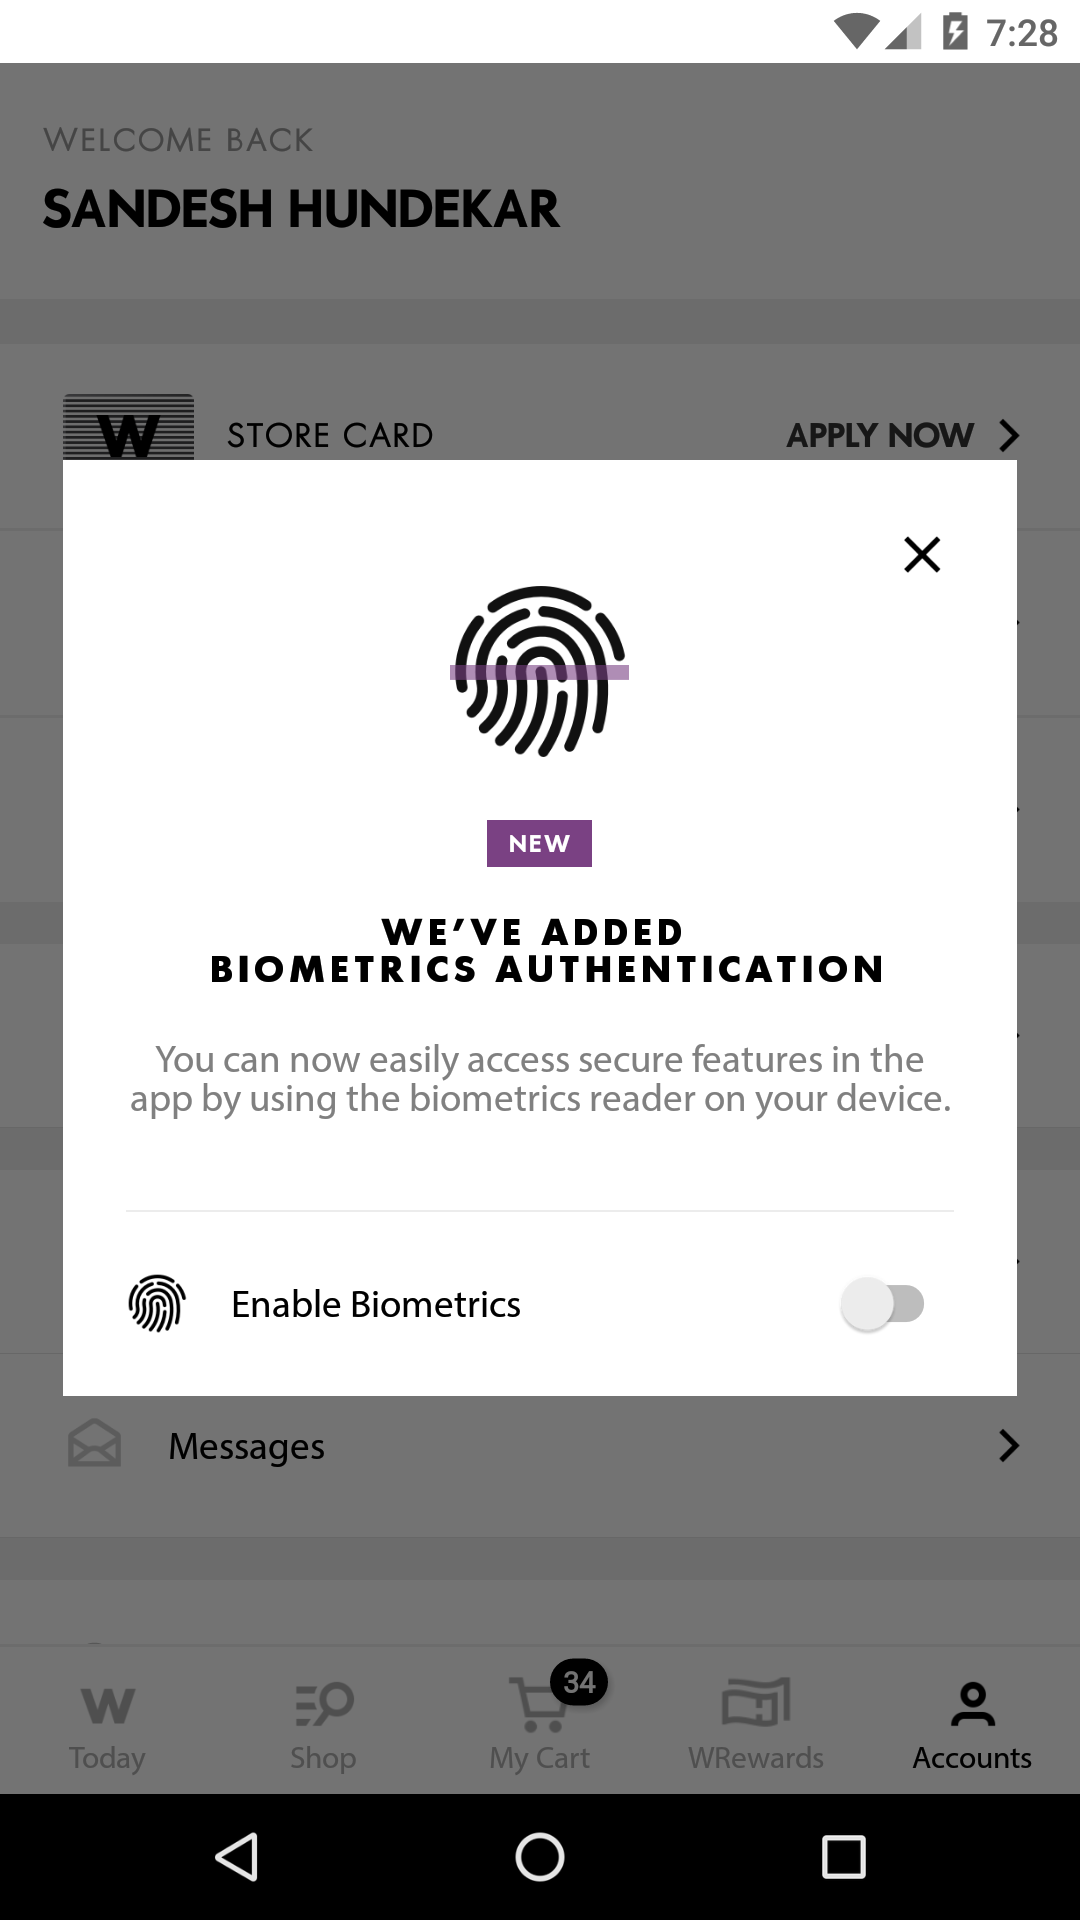 7:28
WELCOME BACK
SANDESH HUNDEKAR
W
STORE CARD
APPLY NOW
NEW
WE’VE ADDED
BIOMETRICS AUTHENTICATION
You can now easily access secure features in the
app by using the biometrics reader on your device.
Enable Biometrics
Messages
34
W
Today
Shop
My Cart
WRewards
Accounts